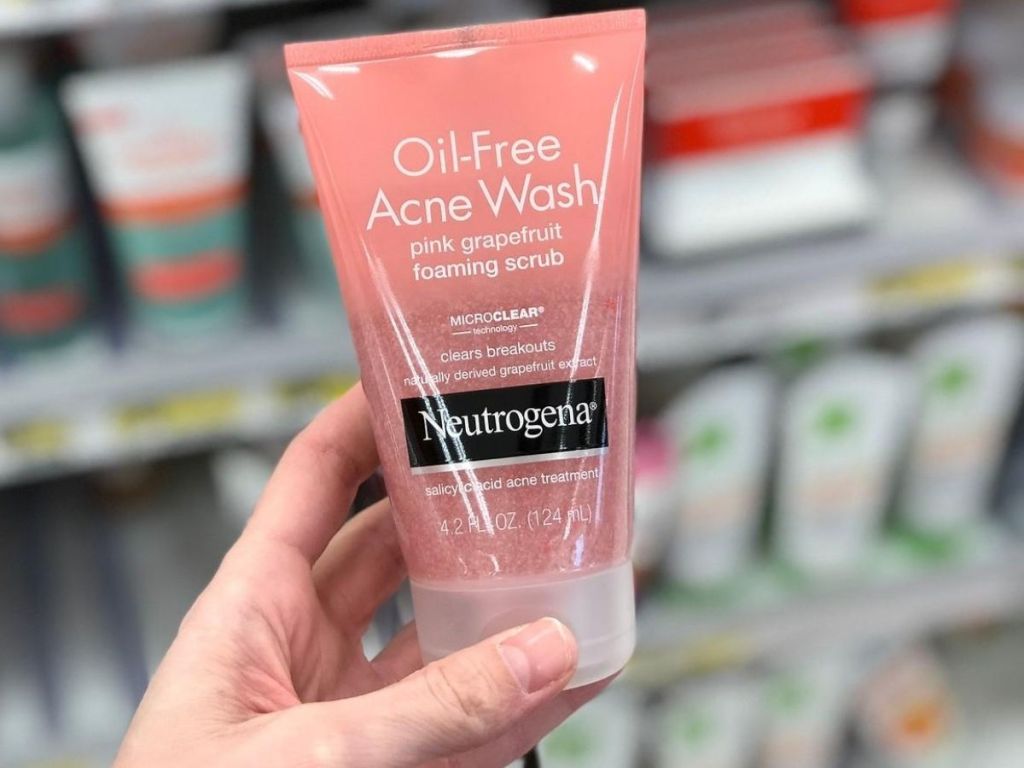 Oil-Free
Acne Wash
pink grapefruit
foaming scrub
MICROCLEAR®
technology
clears breakouts
naturally derived grapefruit extract
Neutrogena®
salicylic acid acne treatment
4.2 FL. OZ. (124 mL)